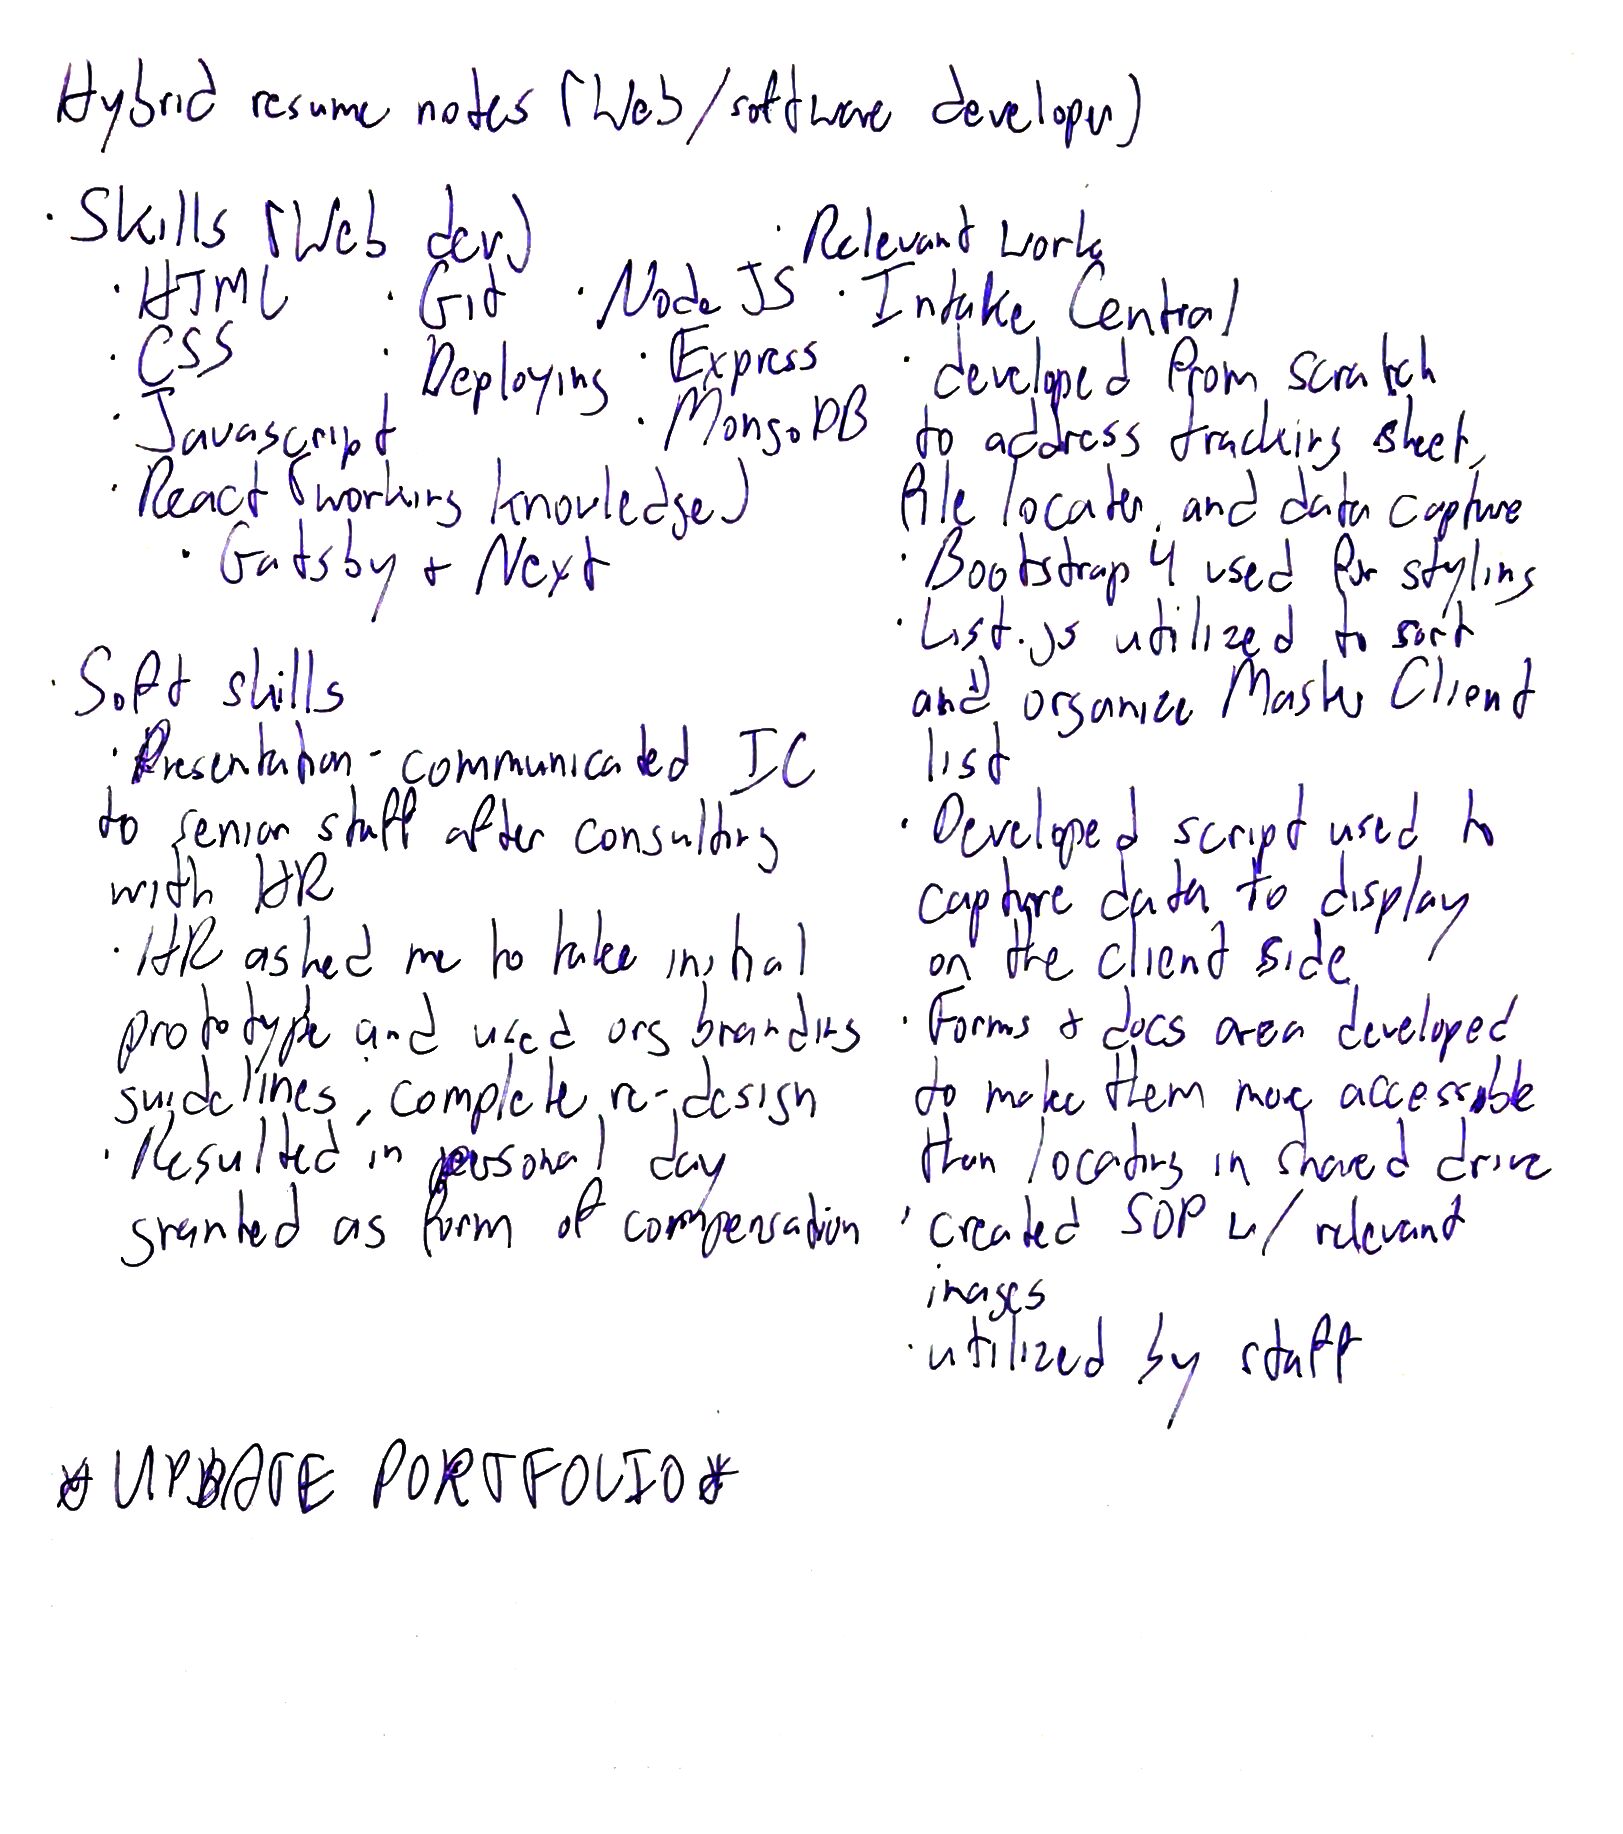 Hybrid resume notes (Web/software developer)
· Skills (Web dev)
· HTML
· CSS
· Javascript
· React (working knowledge)
· Gatsby + Next
· Git
· Deploying
· Node JS
· Express
· MongoDB
· Soft skills
· Presentation - communicated IC
to senior staff after consulting
with HR
· HR asked me to take initial
prototype and used org branding
guidelines, complete re-design
· Resulted in personal day
granted as form of compensation
· Relevant work
· Intake Central
· developed from scratch
to address tracking sheet,
file locater, and data capture
· Bootstrap 4 used for styling
· List.js utilized to sort
and organize Master Client
list
· Developed script used to
capture data to display
on the client side
· Forms + docs area developed
to make them more accessible
than locating in shared drive
· created SOP w/ relevant
images
· utilized by staff
* UPDATE PORTFOLIO *